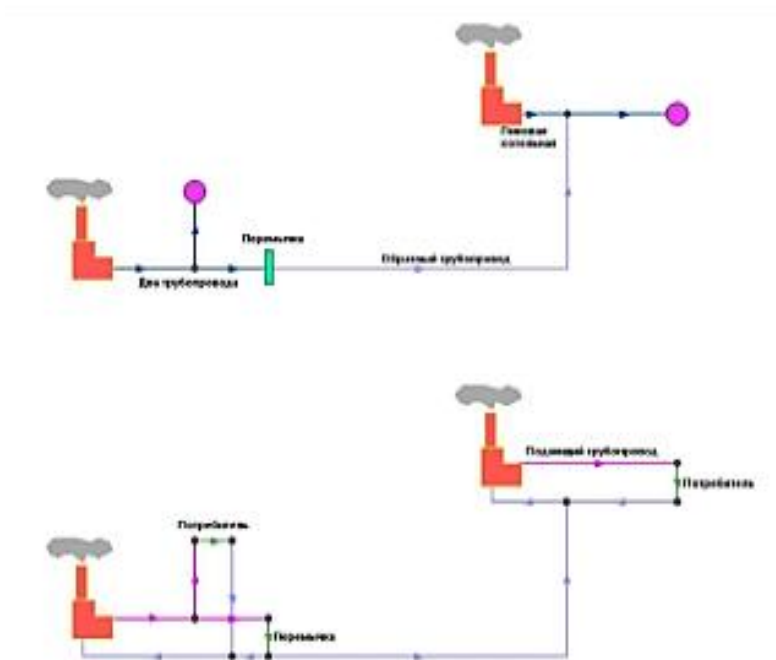 Пиковая
котельная
Перемычка
Обратный трубопровод
Два трубопровода
Подающий трубопровод
Потребитель
Потребитель
Перемычка